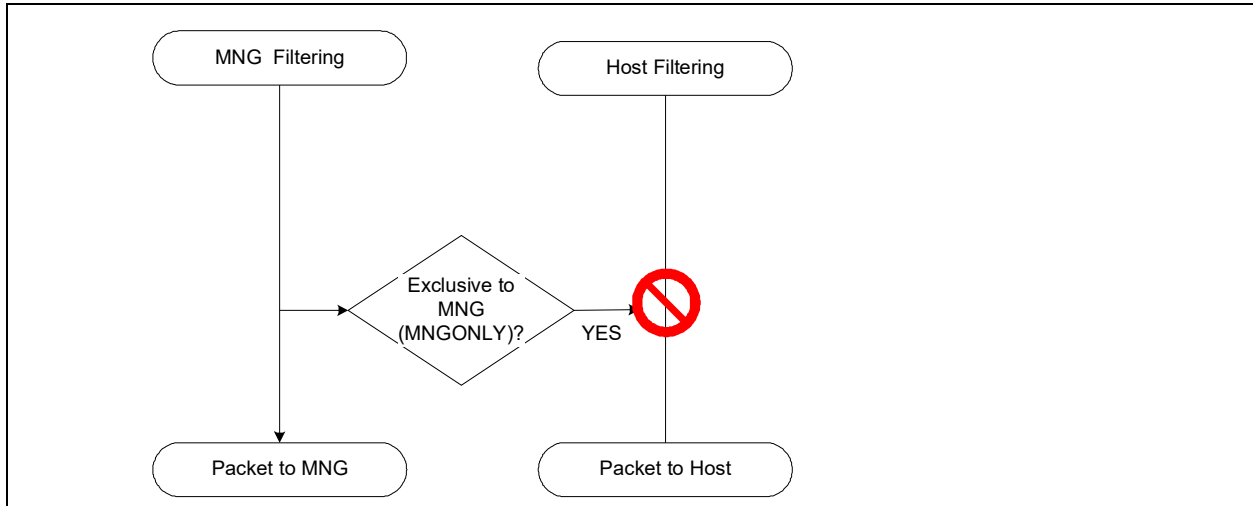 MNG Filtering
Host Filtering
Exclusive to
MNG
(MNGONLY)?
YES
Packet to MNG
Packet to Host